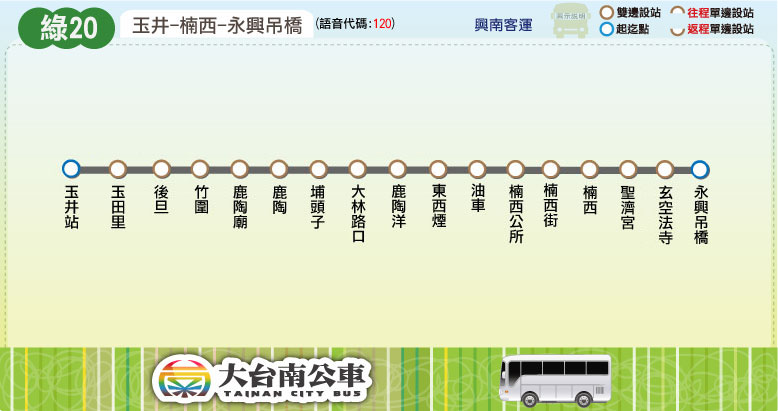 綠20
玉井-楠西-永興吊橋
(語音代碼:120)
興南客運
圖示說明
雙邊設站
往程單邊設站
起迄點
返程單邊設站
玉井站
玉田里
後旦
竹圍
鹿陶廟
鹿陶
埔頭子
大林路口
鹿陶洋
東西煙
油車
楠西公所
楠西街
楠西
聖濟宮
玄空法寺
永興吊橋
大台南公車
TAINAN CITY BUS